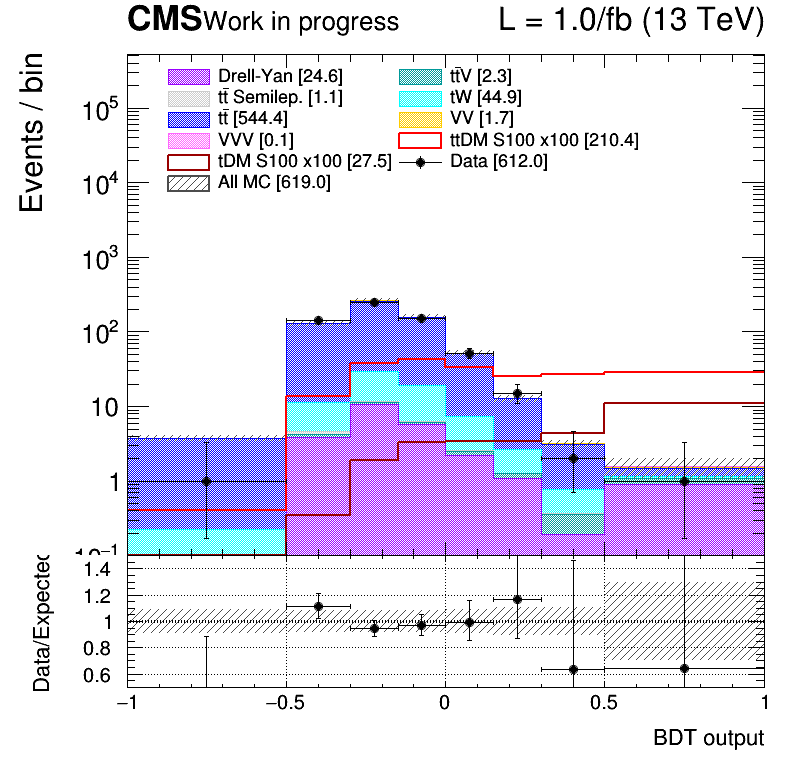 CMS Work in progress L = 1.0/fb (13 TeV)
Events / bin
Drell-Yan [24.6] tt̄V [2.3]
tt̄ Semilep. [1.1] tW [44.9]
tt̄ [544.4] VV [1.7]
VVV [0.1] ttDM S100 x100 [210.4]
tDM S100 x100 [27.5] Data [612.0]
All MC [619.0]
10⁵
10⁴
10³
10²
10
1
10⁻¹
Data/Expected
1.4
1.2
1
0.8
0.6
−1 −0.5 0 0.5 1
BDT output